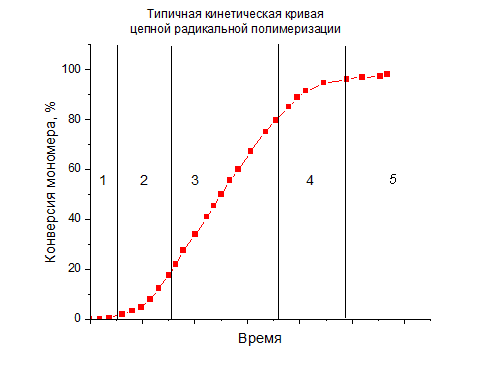 Типичная кинетическая кривая
цепной радикальной полимеризации
Конверсия мономера, %
100
80
60
40
20
0
1
2
3
4
5
Время